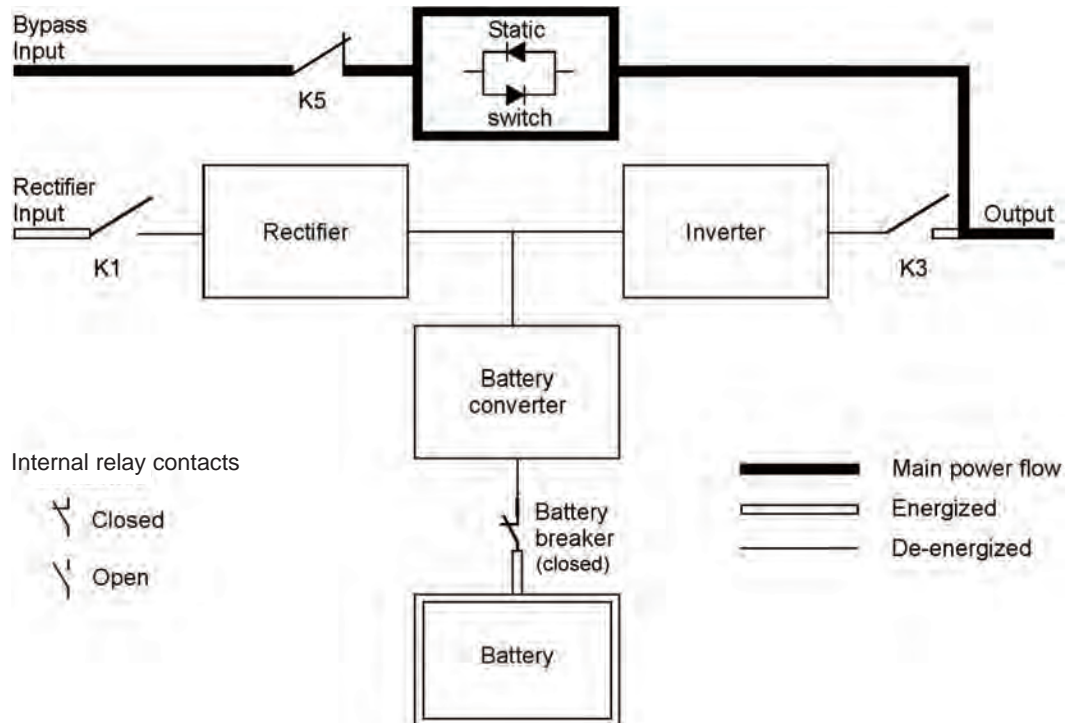 Bypass
Input
K5
Static
switch
Rectifier
Input
K1
Rectifier
Inverter
K3
Output
Battery
converter
Battery
breaker
(closed)
Battery
Internal relay contacts
Closed
Open
Main power flow
Energized
De-energized